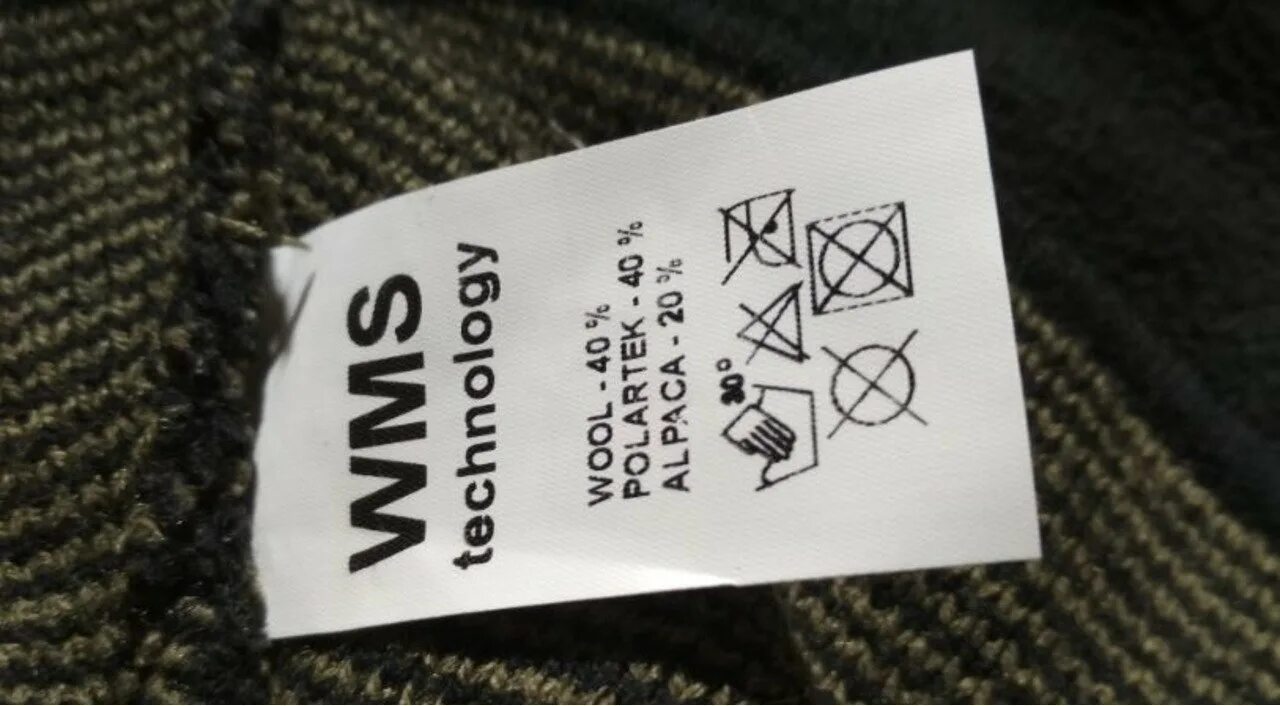 WMS
technology
WOOL - 40 %
POLARTEK - 40 %
ALPACA - 20 %
30°